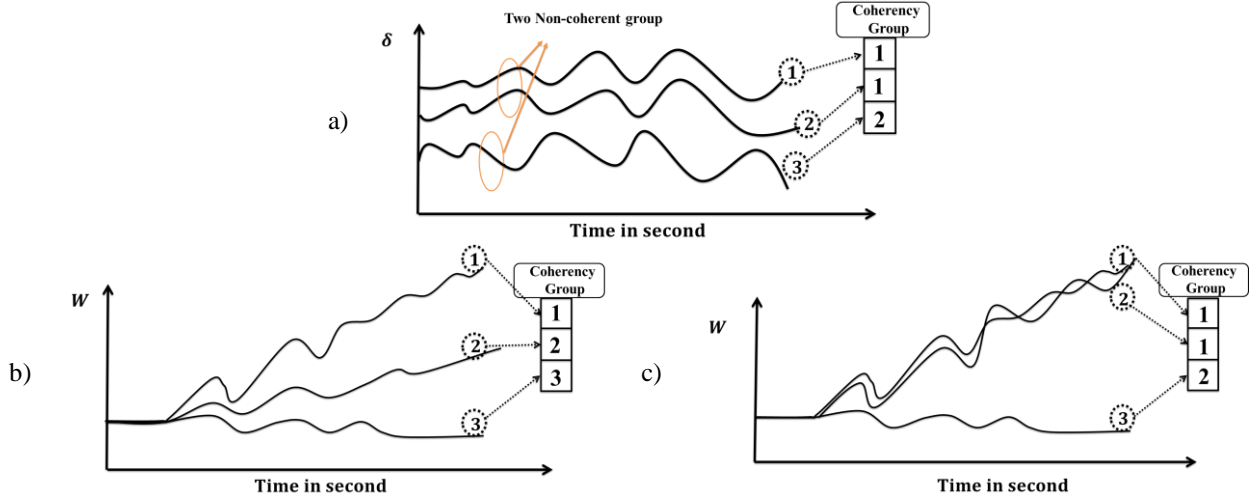 Two Non-coherent group
Coherency
Group
δ
1
1
1
2
1
3
2
a)
Time in second
W
1
Coherency
Group
1
2
2
3
3
b)
Time in second
W
1
Coherency
Group
2
1
1
3
2
c)
Time in second